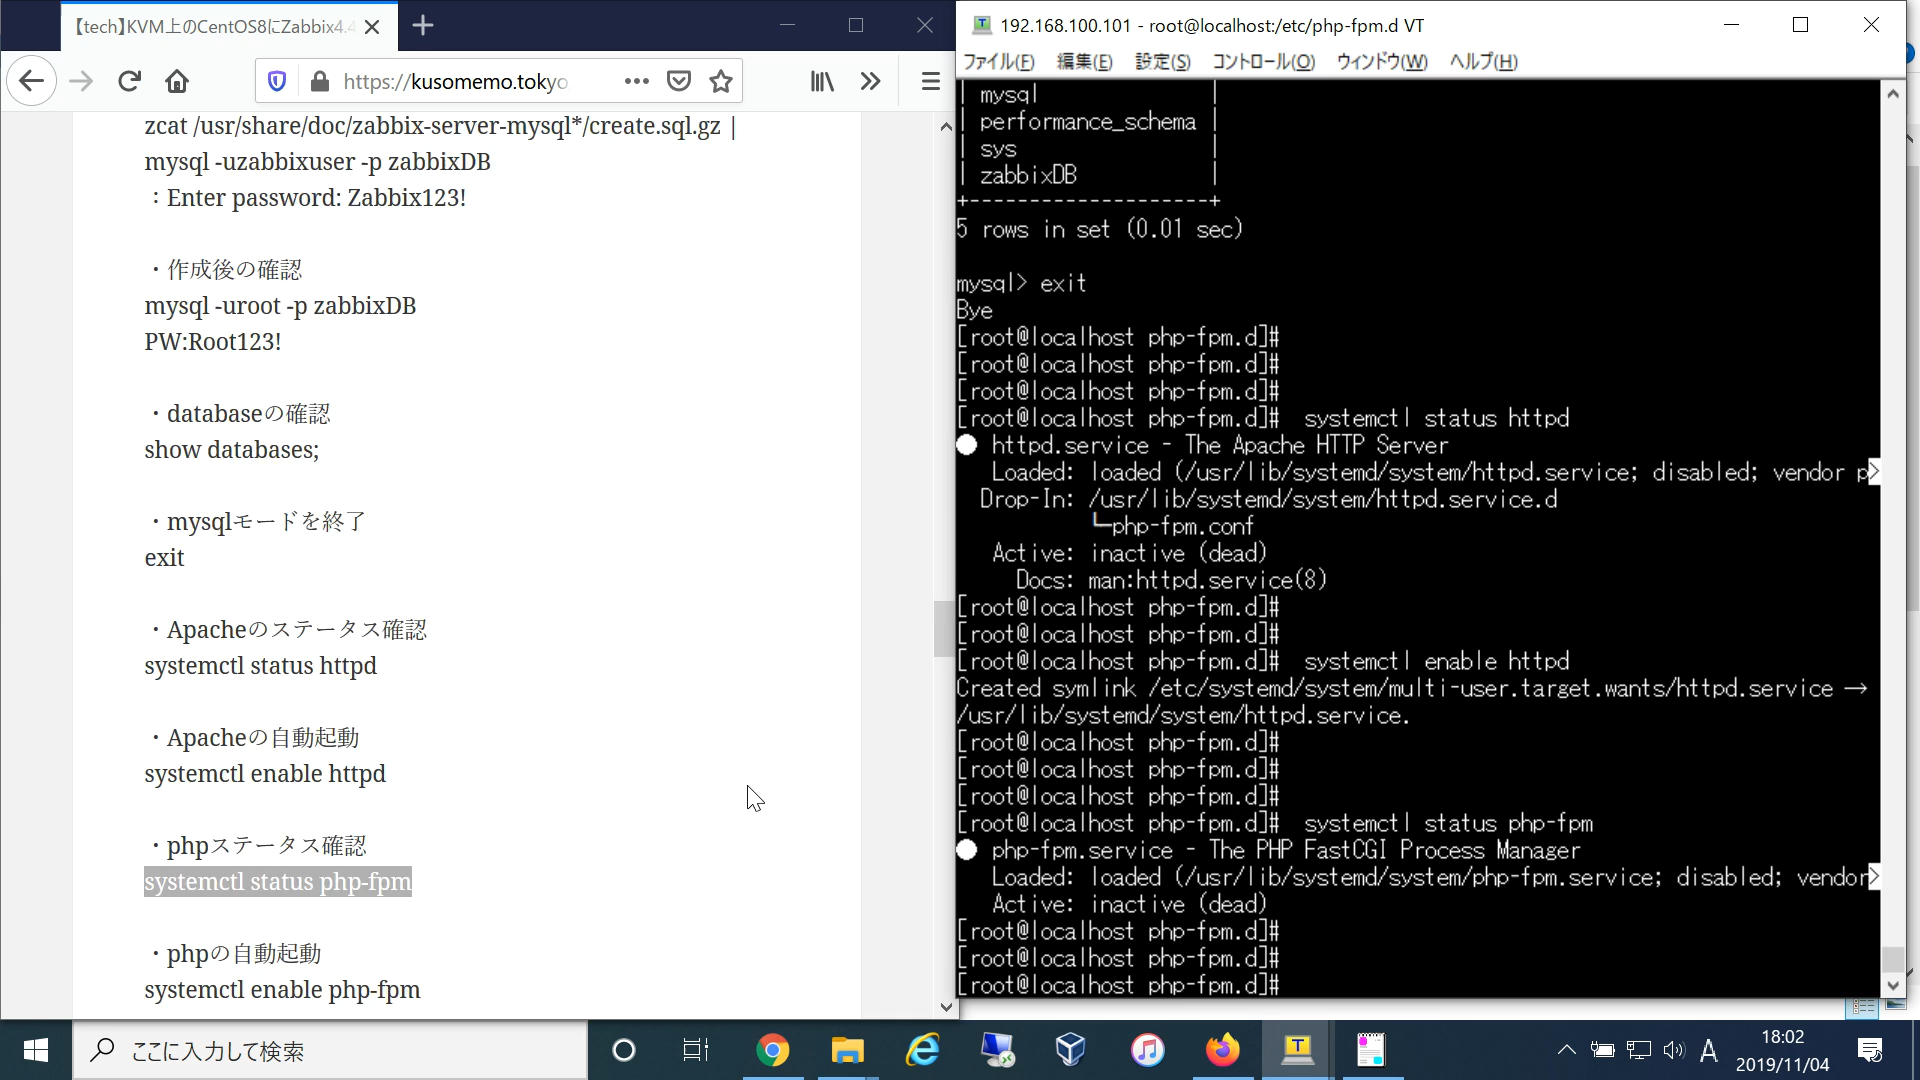 【tech】KVM上のCentOS8にZabbix4.4
https://kusomemo.tokyo
zcat /usr/share/doc/zabbix-server-mysql*/create.sql.gz |
mysql -uzabbixuser -p zabbixDB
：Enter password: Zabbix123!
・作成後の確認
mysql -uroot -p zabbixDB
PW:Root123!
・databaseの確認
show databases;
・mysqlモードを終了
exit
・Apacheのステータス確認
systemctl status httpd
・Apacheの自動起動
systemctl enable httpd
・phpステータス確認
systemctl status php-fpm
・phpの自動起動
systemctl enable php-fpm
192.168.100.101 - root@localhost:/etc/php-fpm.d VT
ファイル(F) 編集(E) 設定(S) コントロール(O) ウィンドウ(W) ヘルプ(H)
| mysql |
| performance_schema |
| sys |
| zabbixDB |
+--------------------+
5 rows in set (0.01 sec)
mysql> exit
Bye
[root@localhost php-fpm.d]#
[root@localhost php-fpm.d]#
[root@localhost php-fpm.d]#
[root@localhost php-fpm.d]# systemctl status httpd
● httpd.service - The Apache HTTP Server
Loaded: loaded (/usr/lib/systemd/system/httpd.service; disabled; vendor p>
Drop-In: /usr/lib/systemd/system/httpd.service.d
└─php-fpm.conf
Active: inactive (dead)
Docs: man:httpd.service(8)
[root@localhost php-fpm.d]#
[root@localhost php-fpm.d]#
[root@localhost php-fpm.d]# systemctl enable httpd
Created symlink /etc/systemd/system/multi-user.target.wants/httpd.service →
/usr/lib/systemd/system/httpd.service.
[root@localhost php-fpm.d]#
[root@localhost php-fpm.d]#
[root@localhost php-fpm.d]#
[root@localhost php-fpm.d]# systemctl status php-fpm
● php-fpm.service - The PHP FastCGI Process Manager
Loaded: loaded (/usr/lib/systemd/system/php-fpm.service; disabled; vendor>
Active: inactive (dead)
[root@localhost php-fpm.d]#
[root@localhost php-fpm.d]#
[root@localhost php-fpm.d]#
ここに入力して検索
A
18:02
2019/11/04